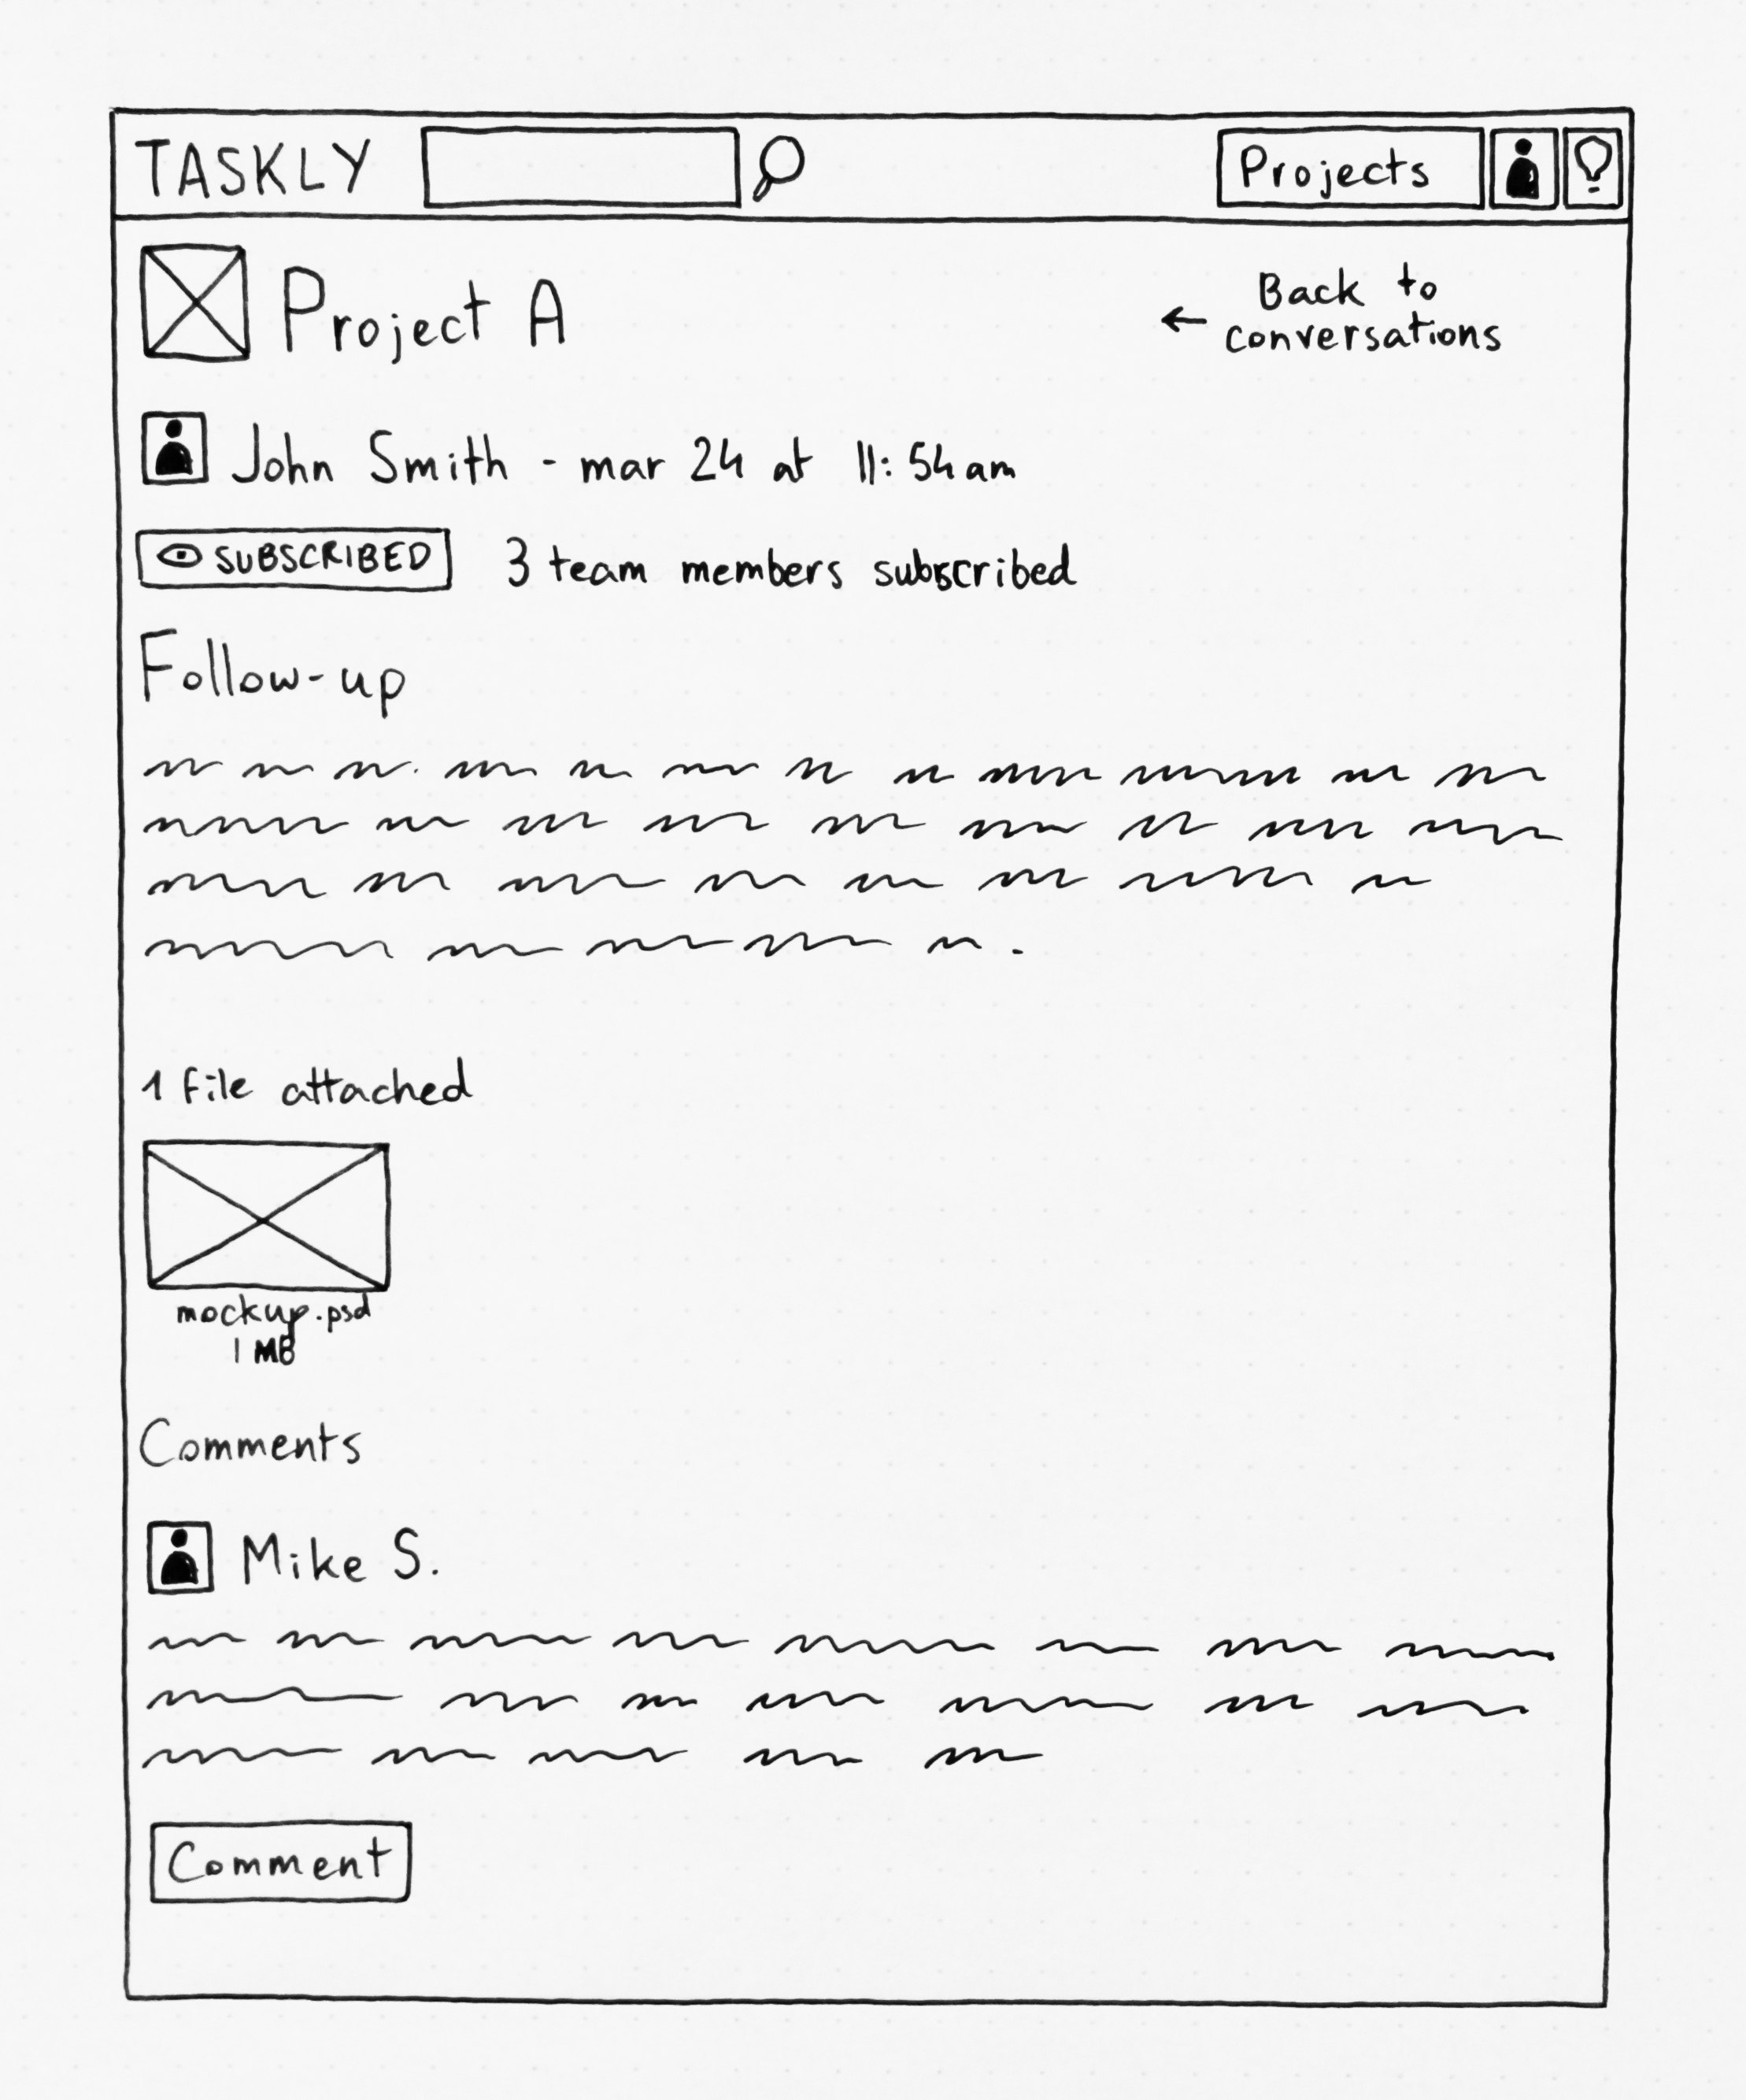 TASKLY
Projects
Project A
← Back to
conversations
John Smith - mar 24 at 11:54am
SUBSCRIBED
3 team members subscribed
Follow-up
1 file attached
mockup.psd
1 MB
Comments
Mike S.
Comment